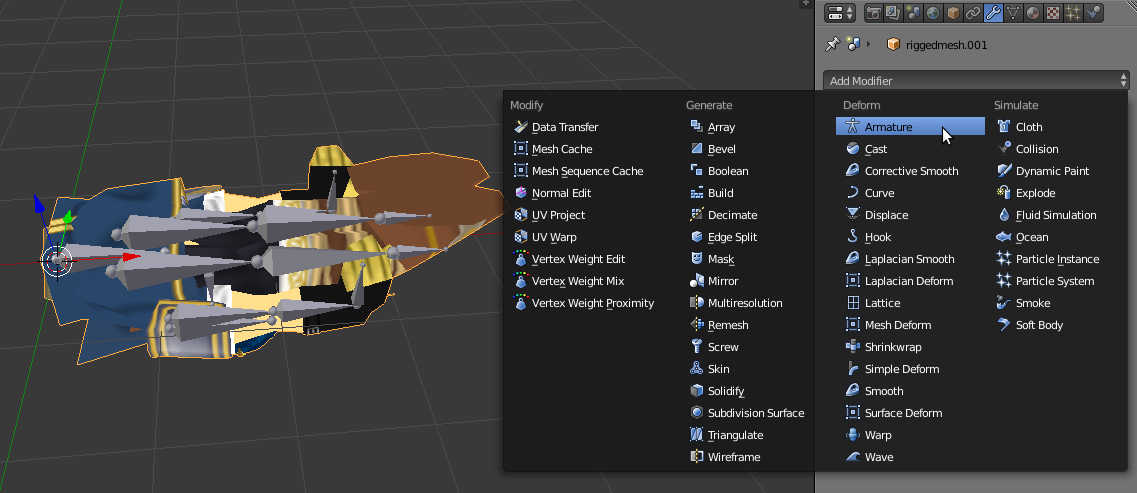 riggedmesh.001
Add Modifier
Modify
Data Transfer
Mesh Cache
Mesh Sequence Cache
Normal Edit
UV Project
UV Warp
Vertex Weight Edit
Vertex Weight Mix
Vertex Weight Proximity
Generate
Array
Bevel
Boolean
Build
Decimate
Edge Split
Mask
Mirror
Multiresolution
Remesh
Screw
Skin
Solidify
Subdivision Surface
Triangulate
Wireframe
Deform
Armature
Cast
Corrective Smooth
Curve
Displace
Hook
Laplacian Smooth
Laplacian Deform
Lattice
Mesh Deform
Shrinkwrap
Simple Deform
Smooth
Surface Deform
Warp
Wave
Simulate
Cloth
Collision
Dynamic Paint
Explode
Fluid Simulation
Ocean
Particle Instance
Particle System
Smoke
Soft Body